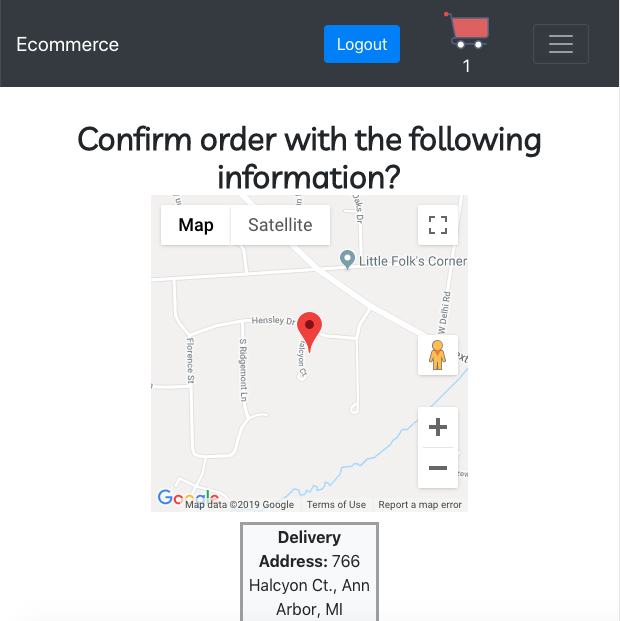 Ecommerce
Logout
1
Confirm order with the following
information?
Map
Satellite
Oaks Dr
Little Folk's Corner
W Delhi Rd
Hensley Dr
Halcyon Ct
Florence St
S Ridgemont Ln
Google
Map data ©2019 Google
Terms of Use
Report a map error
Delivery
Address: 766
Halcyon Ct., Ann
Arbor, MI